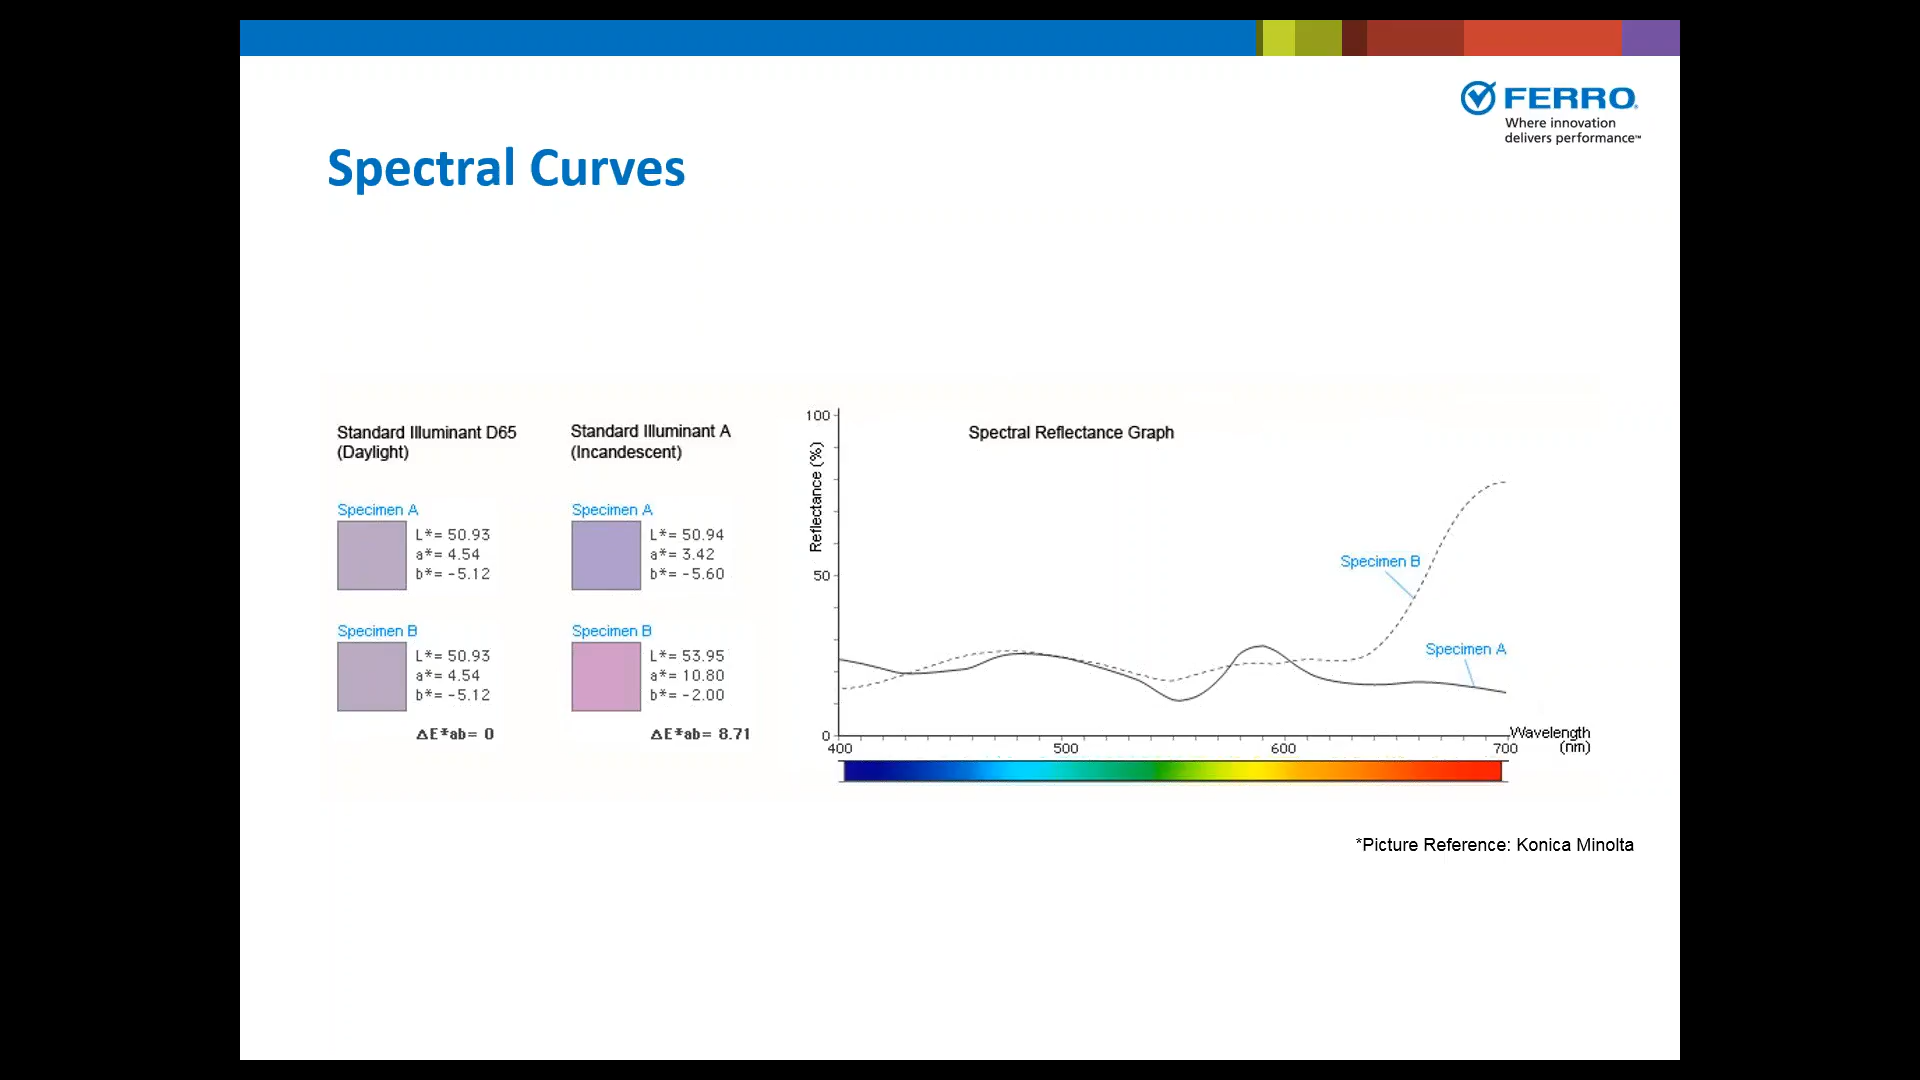 FERRO
Where innovation
delivers performance™
Spectral Curves
Standard Illuminant D65
(Daylight)
Specimen A
L*= 50.93
a*= 4.54
b*= -5.12
Specimen B
L*= 50.93
a*= 4.54
b*= -5.12
ΔE*ab= 0
Standard Illuminant A
(Incandescent)
Specimen A
L*= 50.94
a*= 3.42
b*= -5.60
Specimen B
L*= 53.95
a*= 10.80
b*= -2.00
ΔE*ab= 8.71
Spectral Reflectance Graph
Reflectance (%)
100
50
0
Specimen B
Specimen A
400
500
600
700
Wavelength
(nm)
*Picture Reference: Konica Minolta